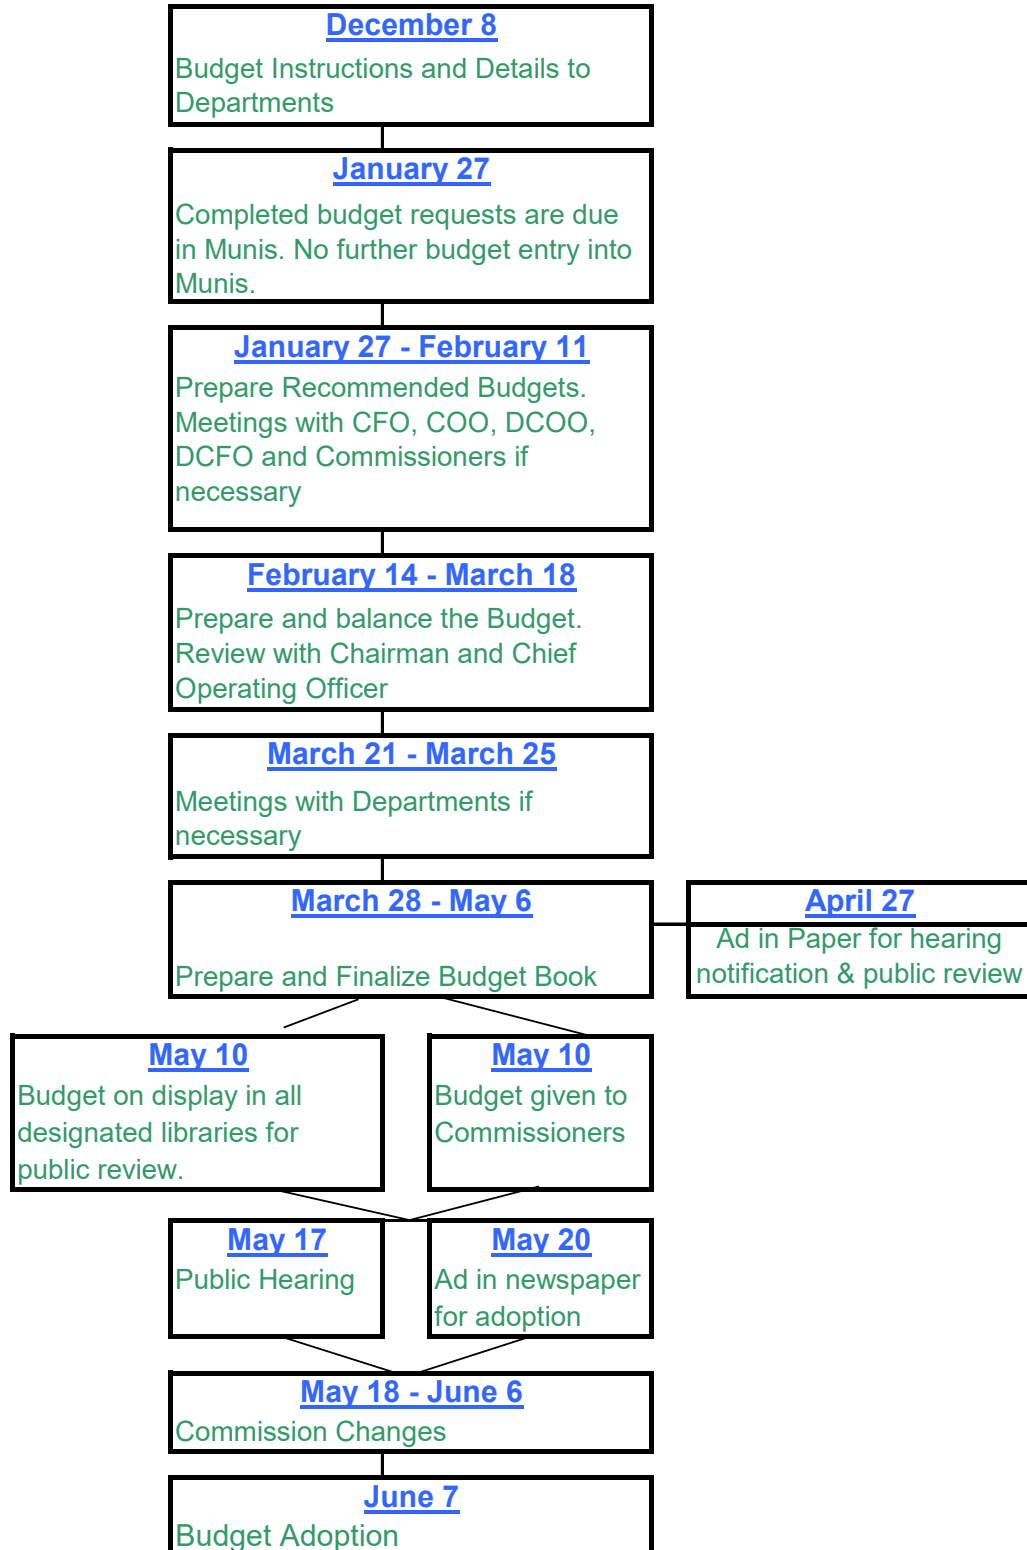 December 8
Budget Instructions and Details to
Departments
January 27
Completed budget requests are due
in Munis. No further budget entry into
Munis.
January 27 - February 11
Prepare Recommended Budgets.
Meetings with CFO, COO, DCOO,
DCFO and Commissioners if
necessary
February 14 - March 18
Prepare and balance the Budget.
Review with Chairman and Chief
Operating Officer
March 21 - March 25
Meetings with Departments if
necessary
March 28 - May 6
Prepare and Finalize Budget Book
April 27
Ad in Paper for hearing
notification & public review
May 10
Budget on display in all
designated libraries for
public review.
May 10
Budget given to
Commissioners
May 17
Public Hearing
May 20
Ad in newspaper
for adoption
May 18 - June 6
Commission Changes
June 7
Budget Adoption